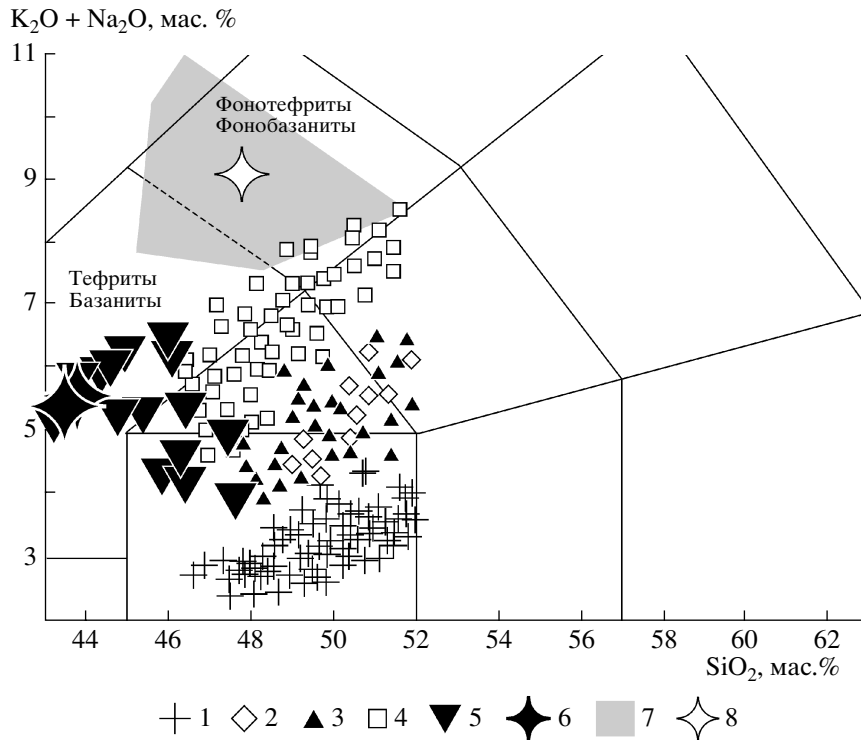 K₂O + Na₂O, мас. %
11
9
7
5
3
Фонотефриты
Фонобазаниты
Тефриты
Базаниты
44 46 48 50 52 54 56 58 60 62
SiO₂, мас.%
1 2 3 4 5 6 7 8